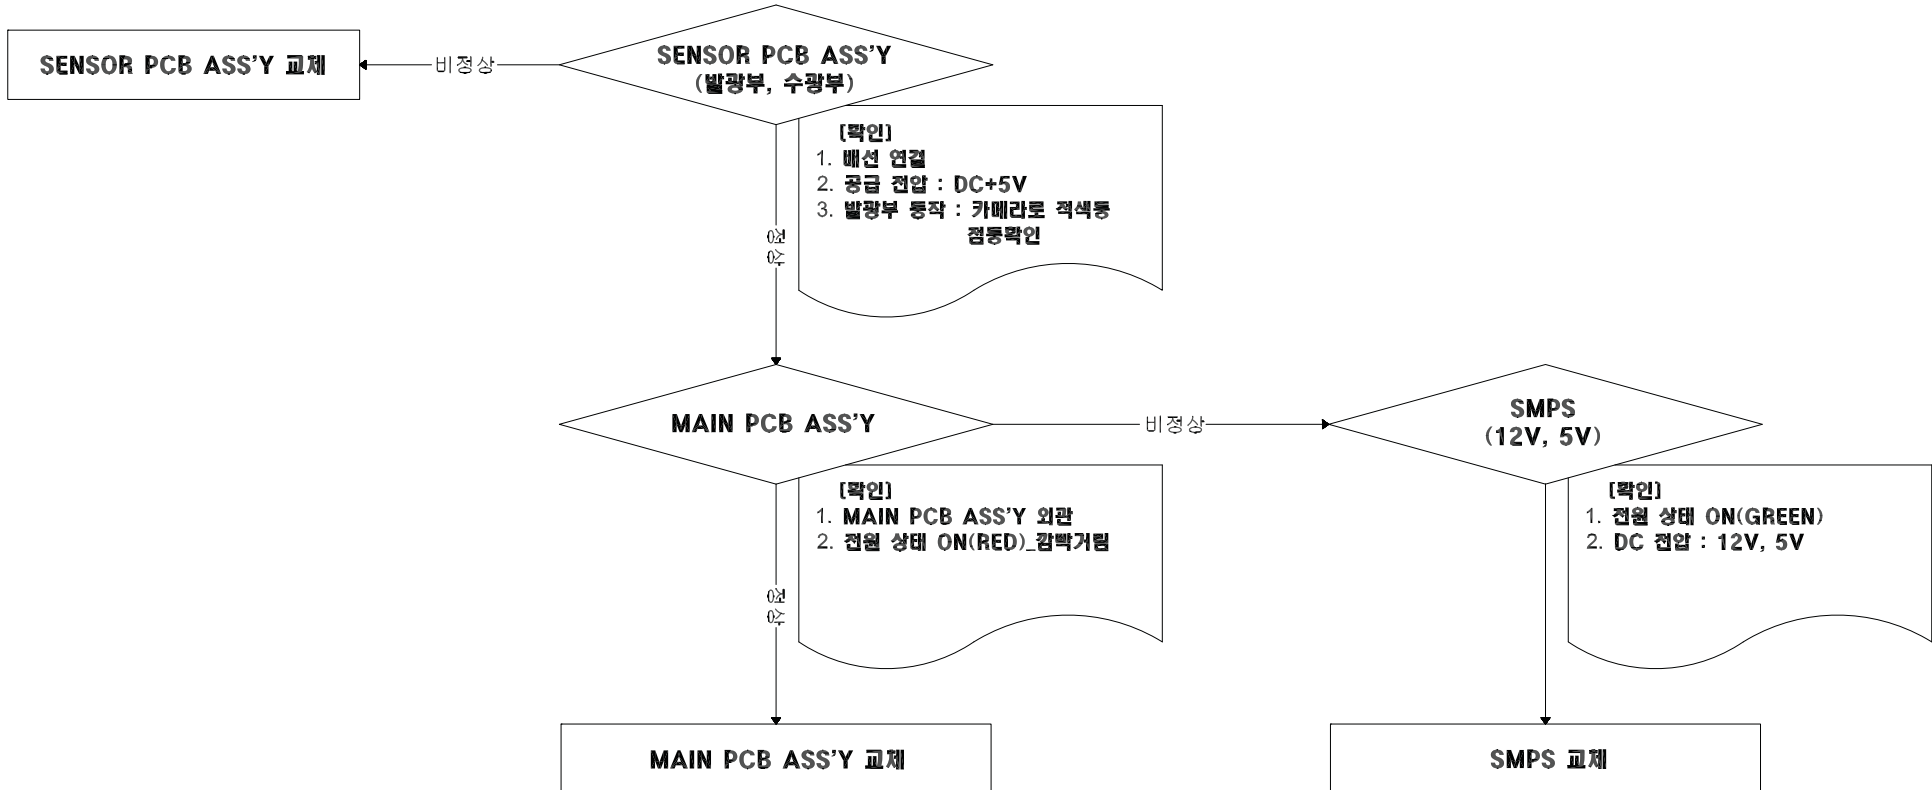 SENSOR PCB ASS'Y 교체
비정상
SENSOR PCB ASS'Y
(발광부, 수광부)
[확인]
1. 배선 연결
2. 공급 전압 : DC+5V
3. 발광부 동작 : 카메라로 적색등
점등확인
정상
MAIN PCB ASS'Y
비정상
SMPS
(12V, 5V)
[확인]
1. MAIN PCB ASS'Y 외관
2. 전원 상태 ON(RED)_깜빡거림
[확인]
1. 전원 상태 ON(GREEN)
2. DC 전압 : 12V, 5V
정상
MAIN PCB ASS'Y 교체
SMPS 교체